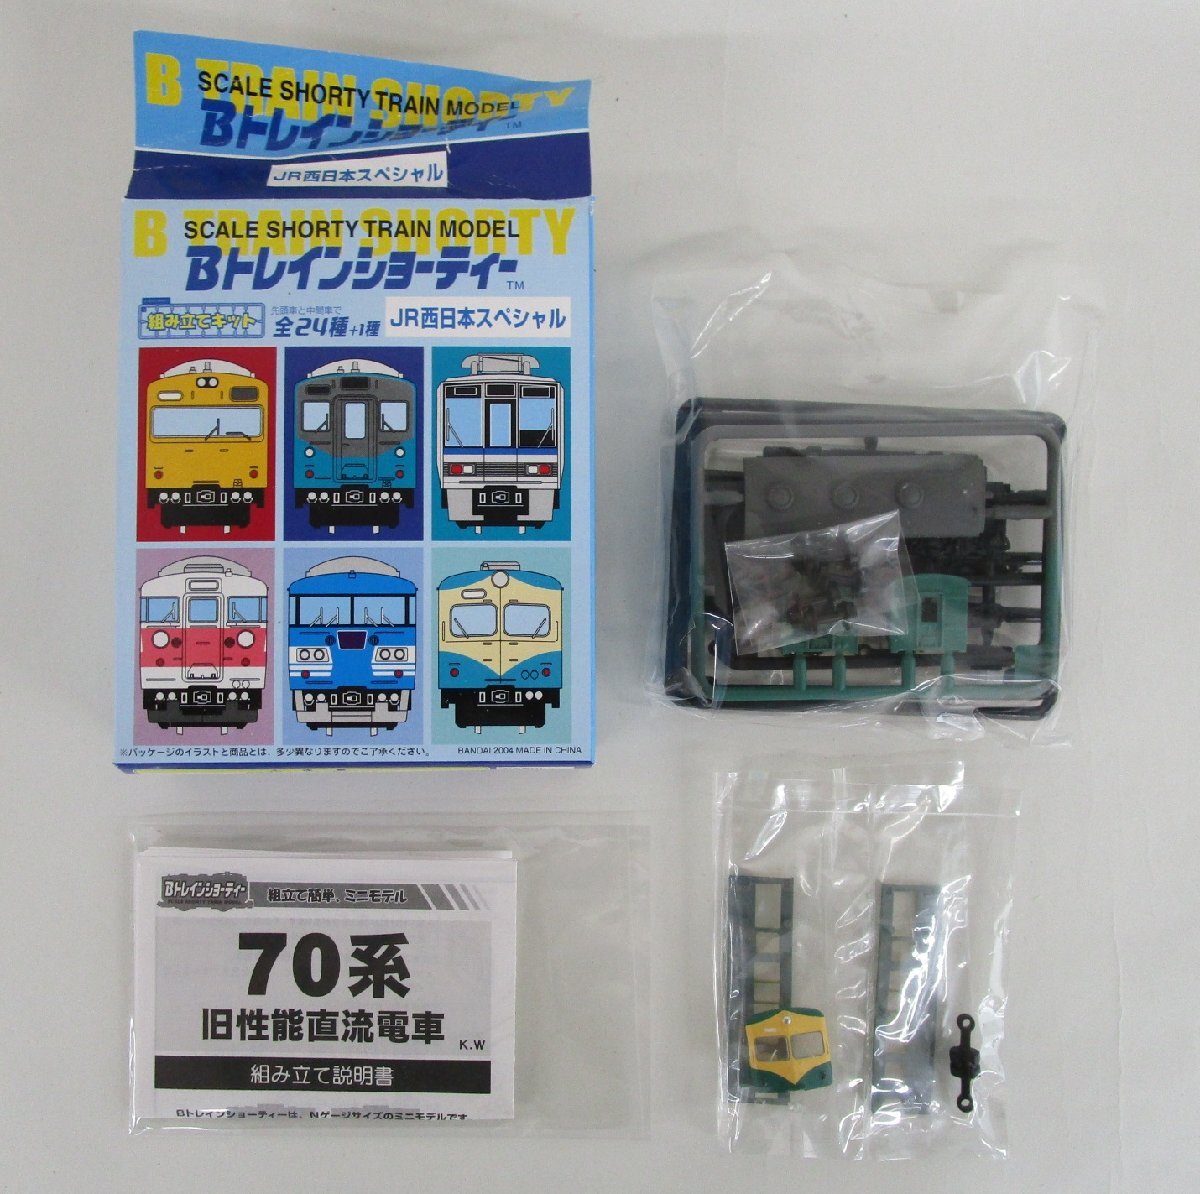 B TRAIN SHORTY
SCALE SHORTY TRAIN MODEL
Bトレインショーティー
TM
JR西日本スペシャル
B TRAIN SHORTY
SCALE SHORTY TRAIN MODEL
Bトレインショーティー
TM
組み立てキット
先頭車と中間車で
全24種+1種
JR西日本スペシャル
※パッケージのイラストと商品とは、多少異なりますのでご了承ください。
BANDAI 2004 MADE IN CHINA
Bトレインショーティー
SCALE SHORTY TRAIN MODEL
組立て簡単。ミニモデル
70系
旧性能直流電車
K.W
組み立て説明書
Bトレインショーティーは、Nゲージサイズのミニモデルです